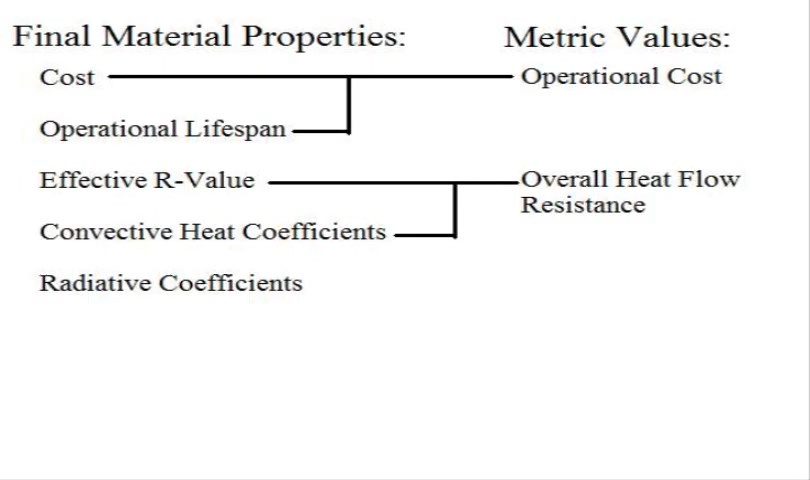 Final Material Properties:
Metric Values:
Cost
Operational Cost
Operational Lifespan
Effective R-Value
Overall Heat Flow
Resistance
Convective Heat Coefficients
Radiative Coefficients